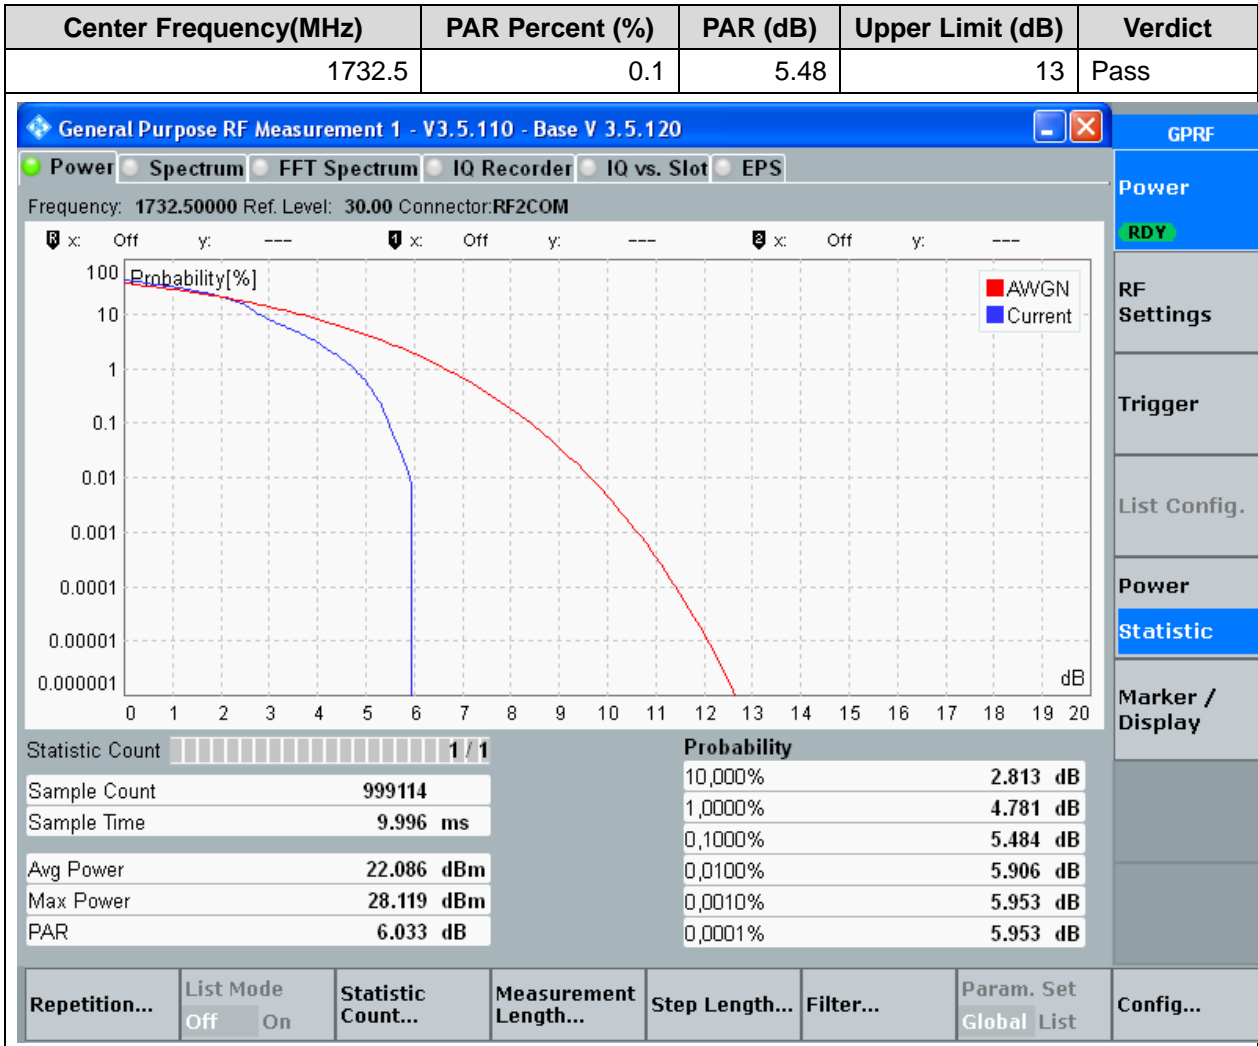 Center Frequency(MHz) PAR Percent (%) PAR (dB) Upper Limit (dB) Verdict
1732.5 0.1 5.48 13 Pass
General Purpose RF Measurement 1 - V3.5.110 - Base V 3.5.120
GPRF
Power Spectrum FFT Spectrum IQ Recorder IQ vs. Slot EPS
Power
RDY
Frequency: 1732.50000 Ref. Level: 30.00 Connector:RF2COM
R x: Off y: --- 1 x: Off y: --- 2 x: Off y: ---
Probability[%]
AWGN
Current
100
10
1
0.1
0.01
0.001
0.0001
0.00001
0.000001
dB
0 1 2 3 4 5 6 7 8 9 10 11 12 13 14 15 16 17 18 19 20
RF
Settings
Trigger
List Config.
Power
Statistic
Marker /
Display
Statistic Count 1 / 1
Sample Count 999114
Sample Time 9.996 ms
Avg Power 22.086 dBm
Max Power 28.119 dBm
PAR 6.033 dB
Probability
10,000% 2.813 dB
1,0000% 4.781 dB
0,1000% 5.484 dB
0,0100% 5.906 dB
0,0010% 5.953 dB
0,0001% 5.953 dB
Repetition...
List Mode
Off On
Statistic
Count...
Measurement
Length...
Step Length...
Filter...
Param. Set
Global List
Config...